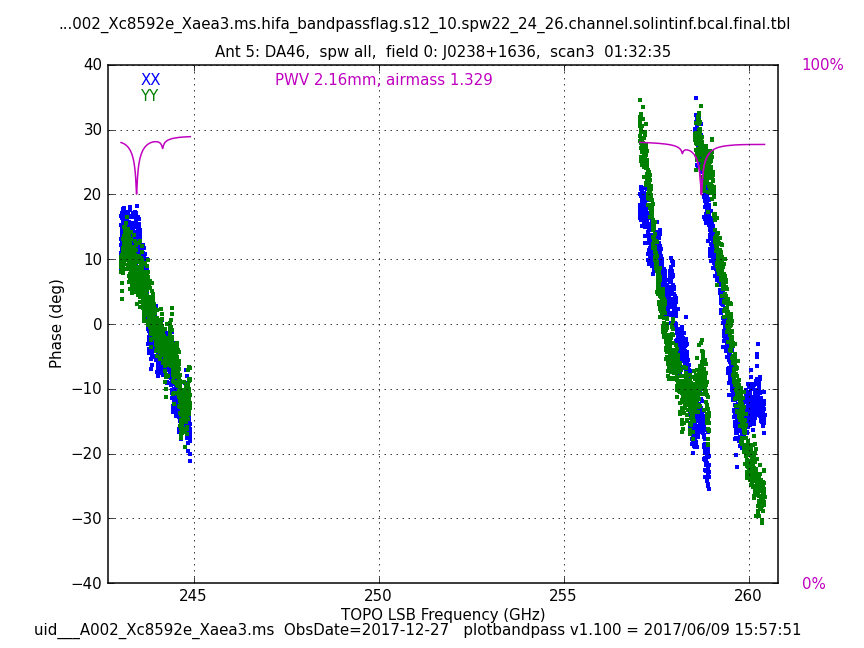 ...002_Xc8592e_Xaea3.ms.hifa_bandpassflag.s12_10.spw22_24_26.channel.solintinf.bcal.final.tbl
Ant 5: DA46,  spw all,  field 0: J0238+1636,  scan3  01:32:35
XX
YY
PWV 2.16mm, airmass 1.329
100%
0%
40
30
20
10
0
−10
−20
−30
−40
Phase (deg)
245
250
255
260
TOPO LSB Frequency (GHz)
uid___A002_Xc8592e_Xaea3.ms  ObsDate=2017-12-27   plotbandpass v1.100 = 2017/06/09 15:57:51